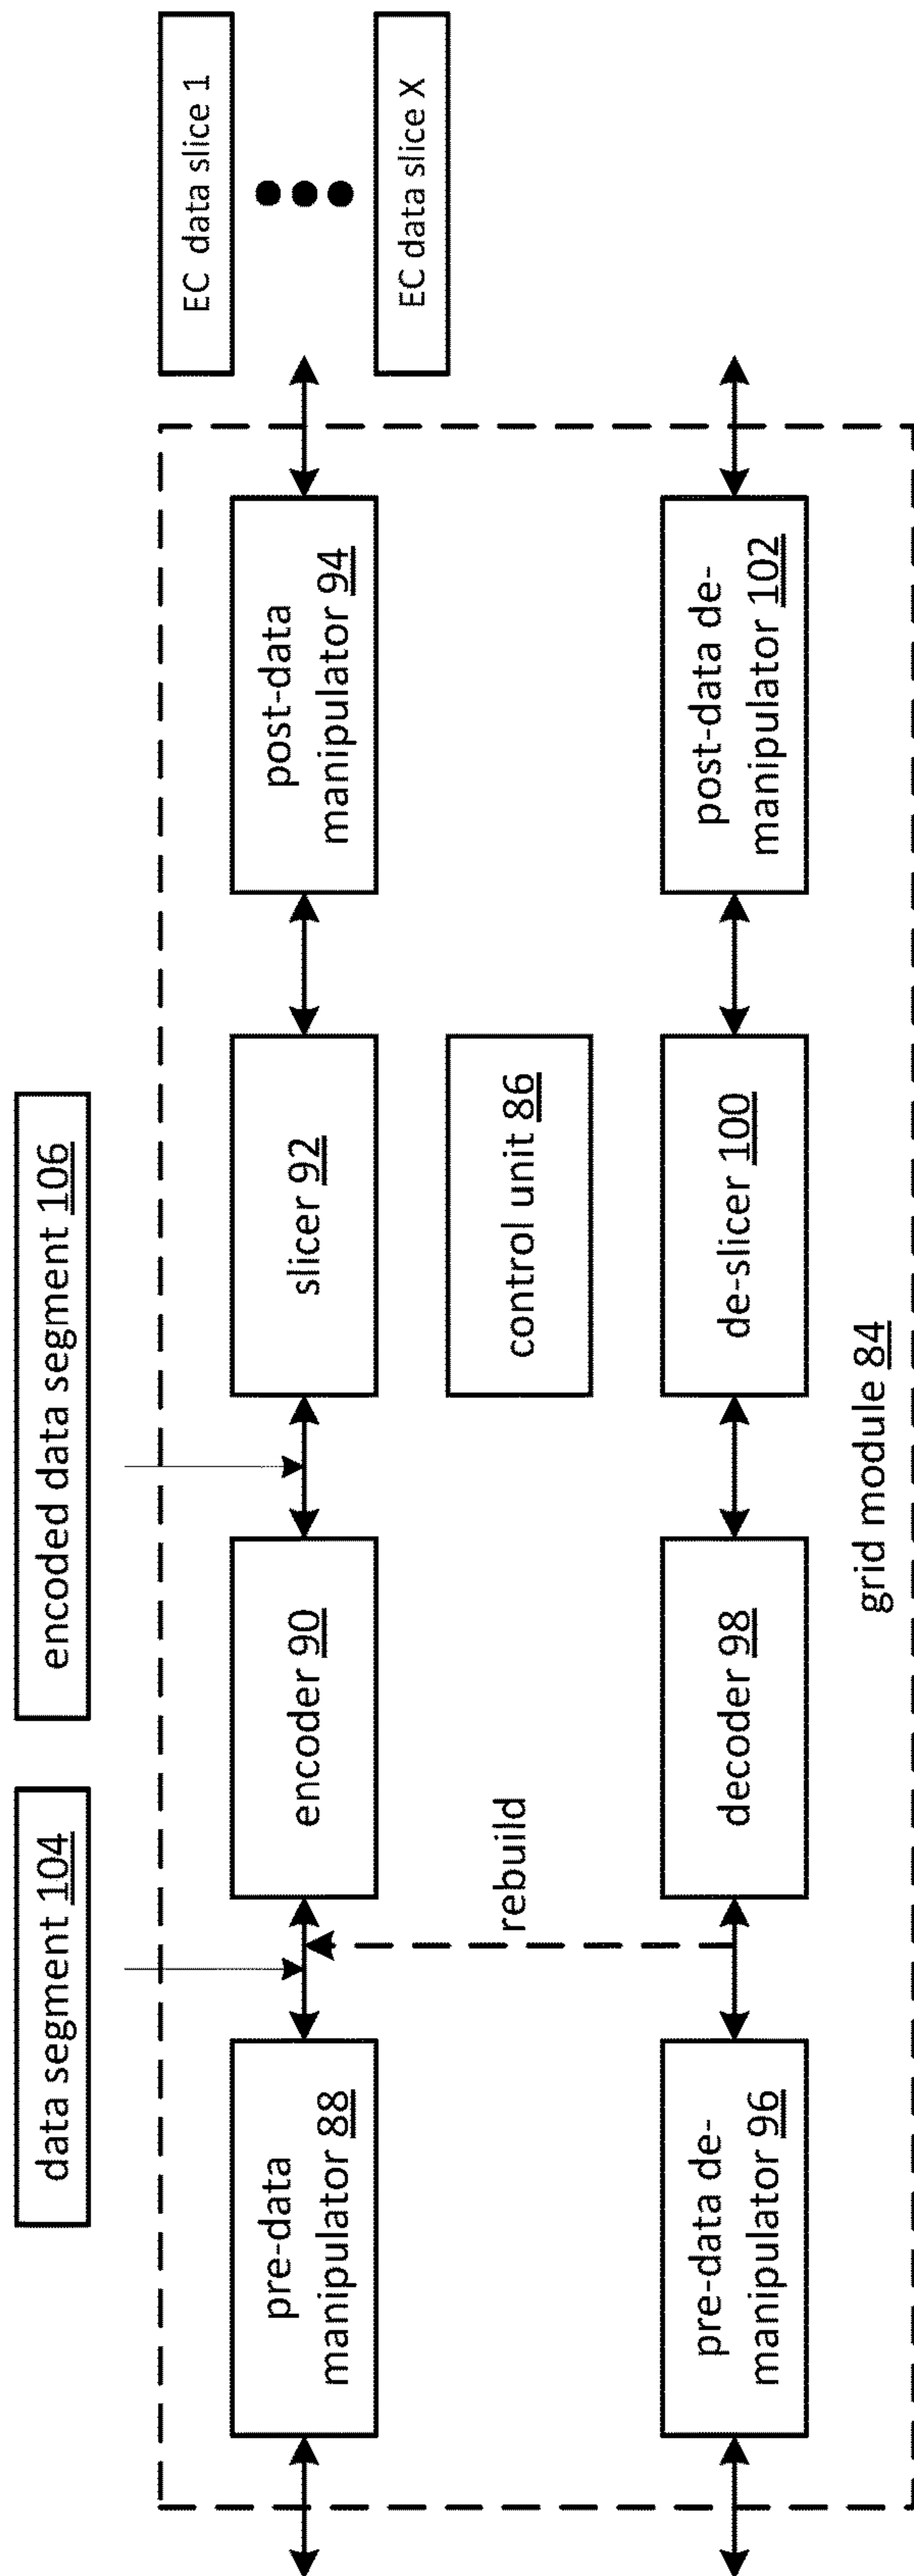 data segment 104
encoded data segment 106
EC data slice 1
EC data slice X
pre-data
manipulator 88
encoder 90
slicer 92
post-data
manipulator 94
rebuild
control unit 86
pre-data de-
manipulator 96
decoder 98
de-slicer 100
post-data de-
manipulator 102
grid module 84